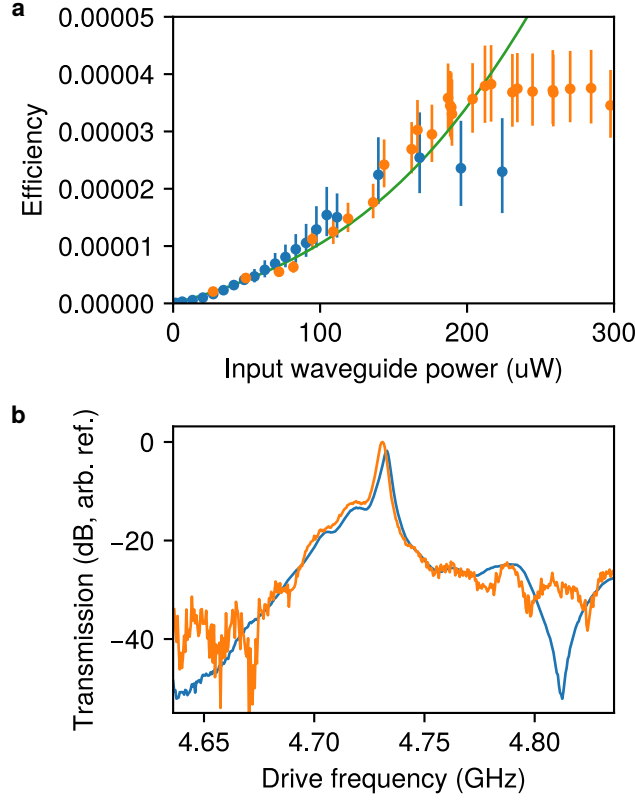 a
0.00005
0.00004
0.00003
0.00002
0.00001
0.00000
Efficiency
0 100 200 300
Input waveguide power (uW)
b
0
−20
−40
Transmission (dB, arb. ref.)
4.65 4.70 4.75 4.80
Drive frequency (GHz)